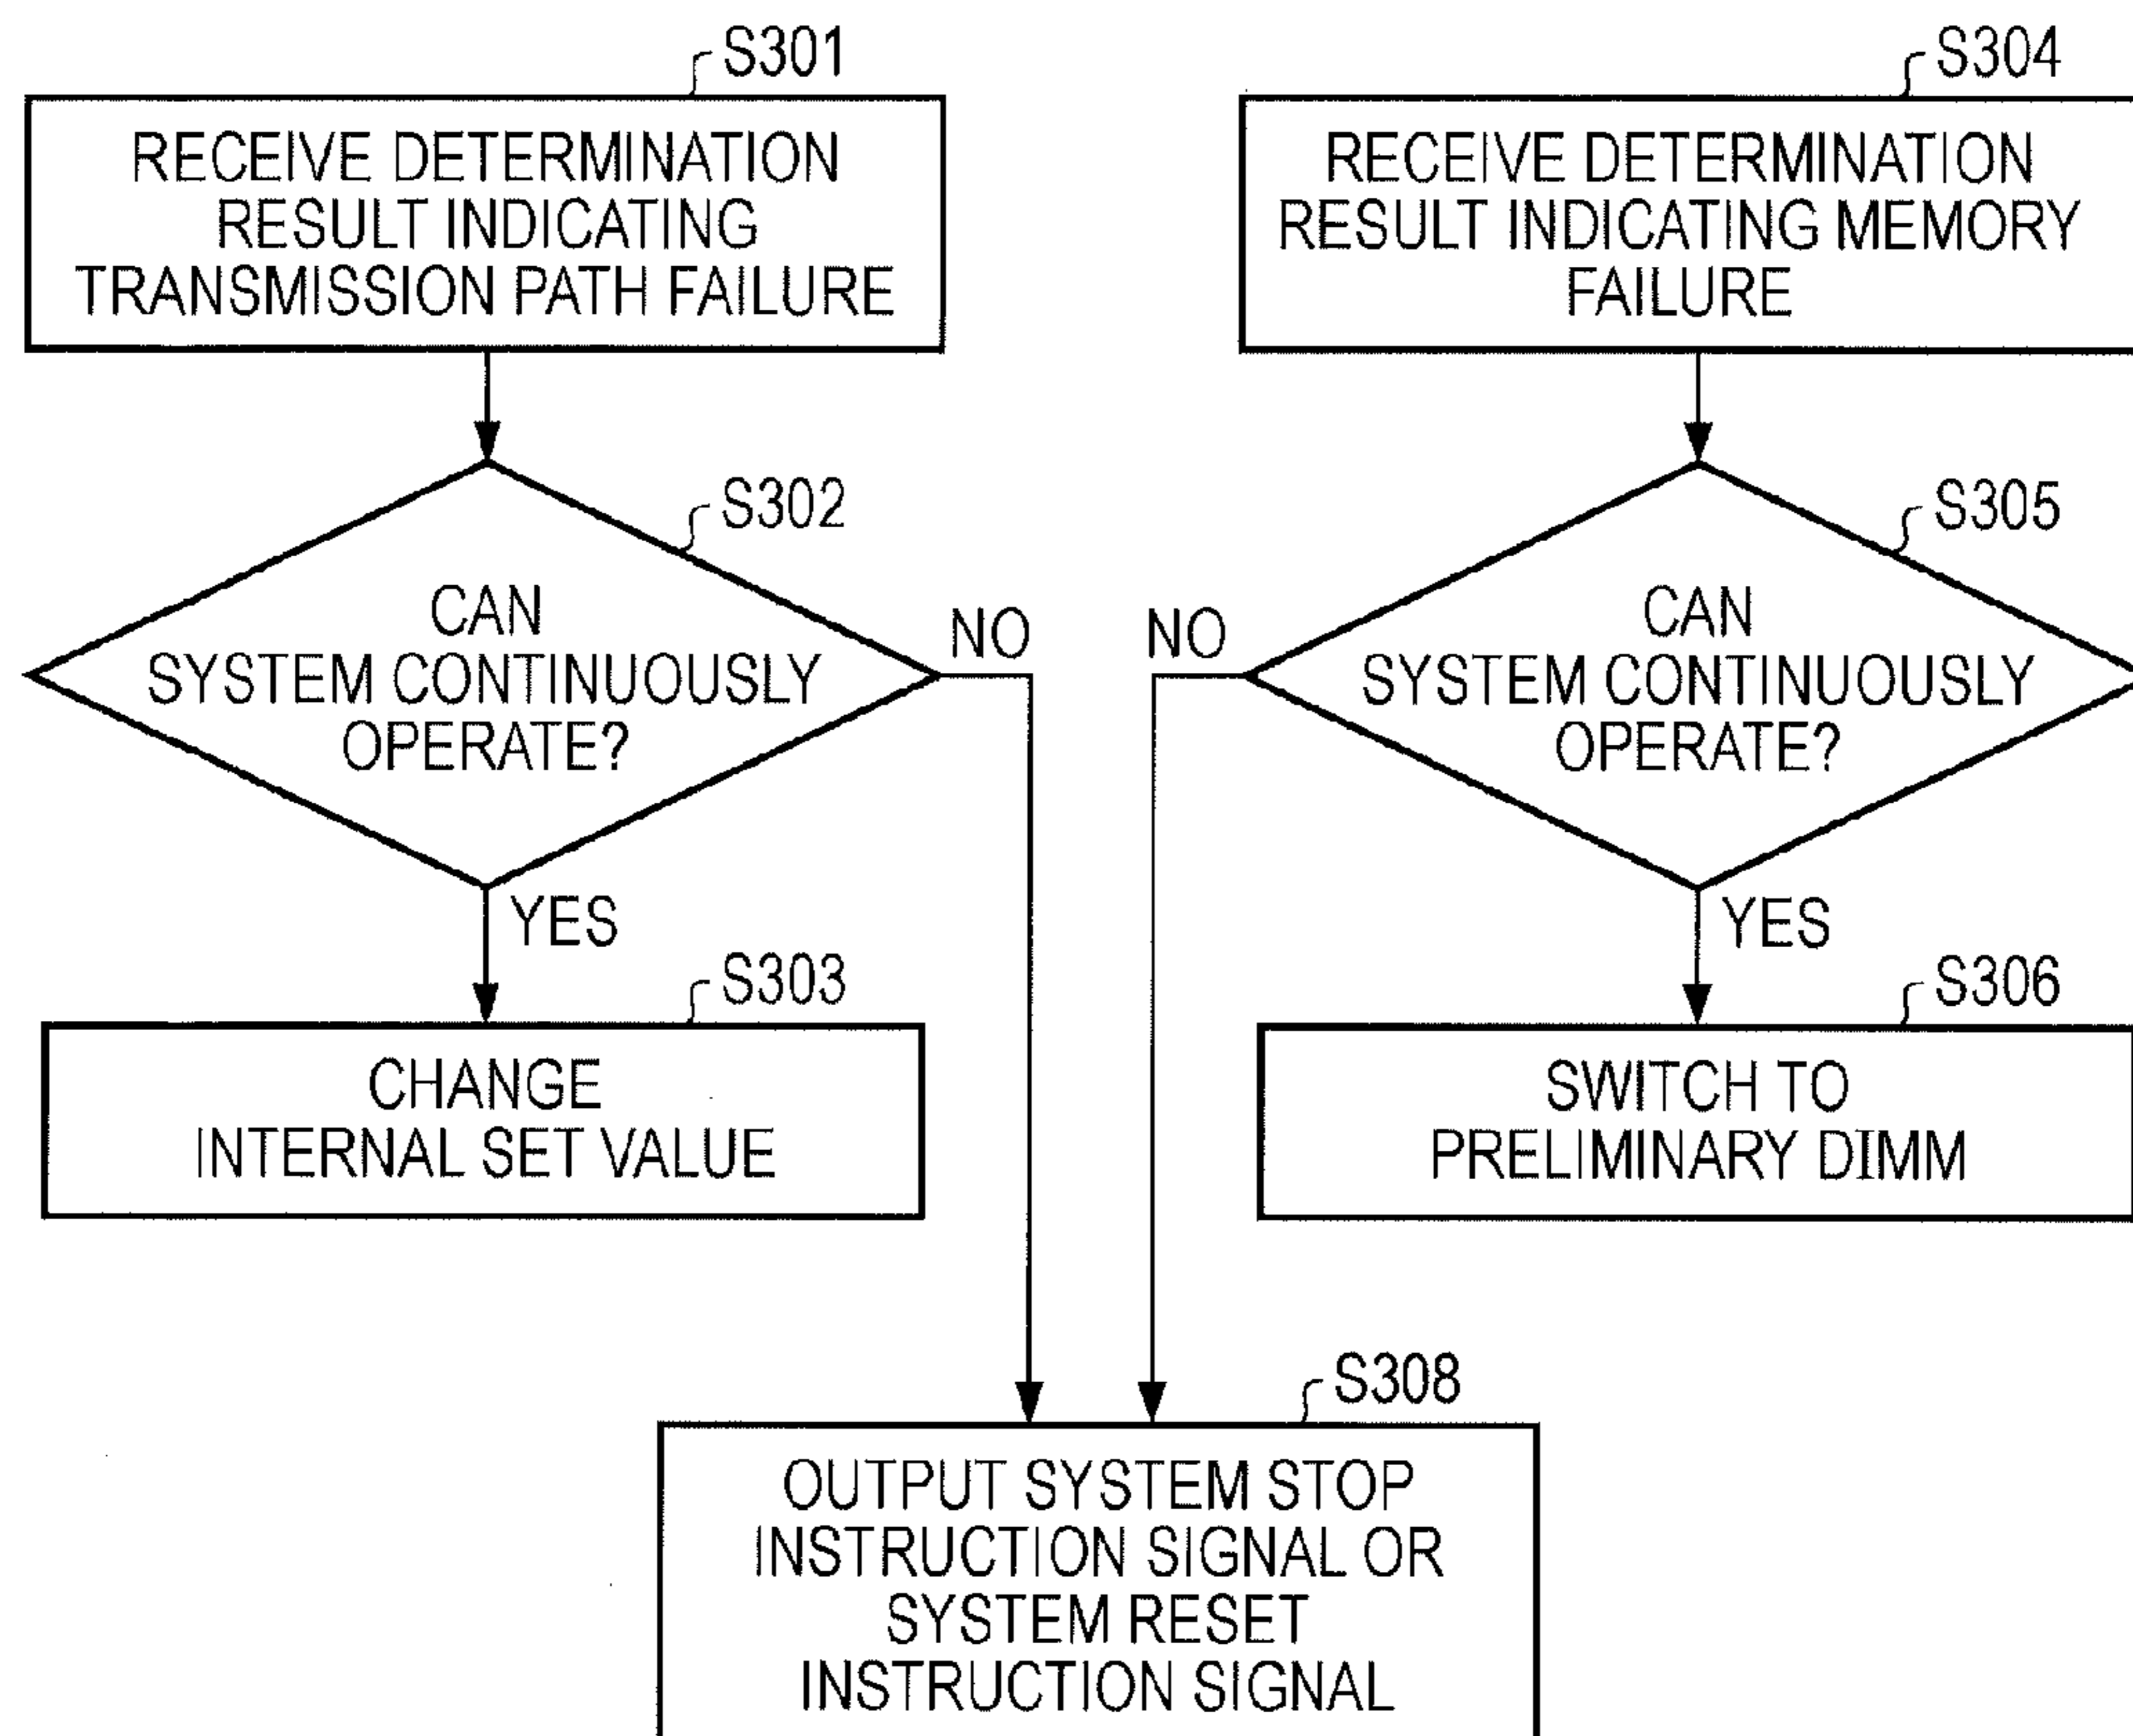 S301
RECEIVE DETERMINATION
RESULT INDICATING
TRANSMISSION PATH FAILURE
S302
CAN
SYSTEM CONTINUOUSLY
OPERATE?
NO
YES
S303
CHANGE
INTERNAL SET VALUE
S304
RECEIVE DETERMINATION
RESULT INDICATING MEMORY
FAILURE
S305
CAN
SYSTEM CONTINUOUSLY
OPERATE?
NO
YES
S306
SWITCH TO
PRELIMINARY DIMM
S308
OUTPUT SYSTEM STOP
INSTRUCTION SIGNAL OR
SYSTEM RESET
INSTRUCTION SIGNAL